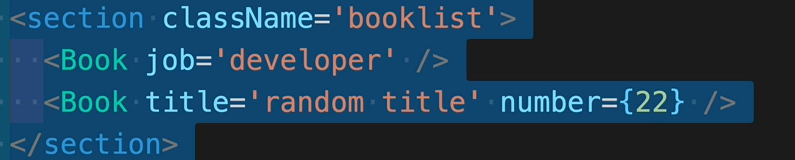 <section className='booklist'>
<Book job='developer' />
<Book title='random title' number={22} />
</section>